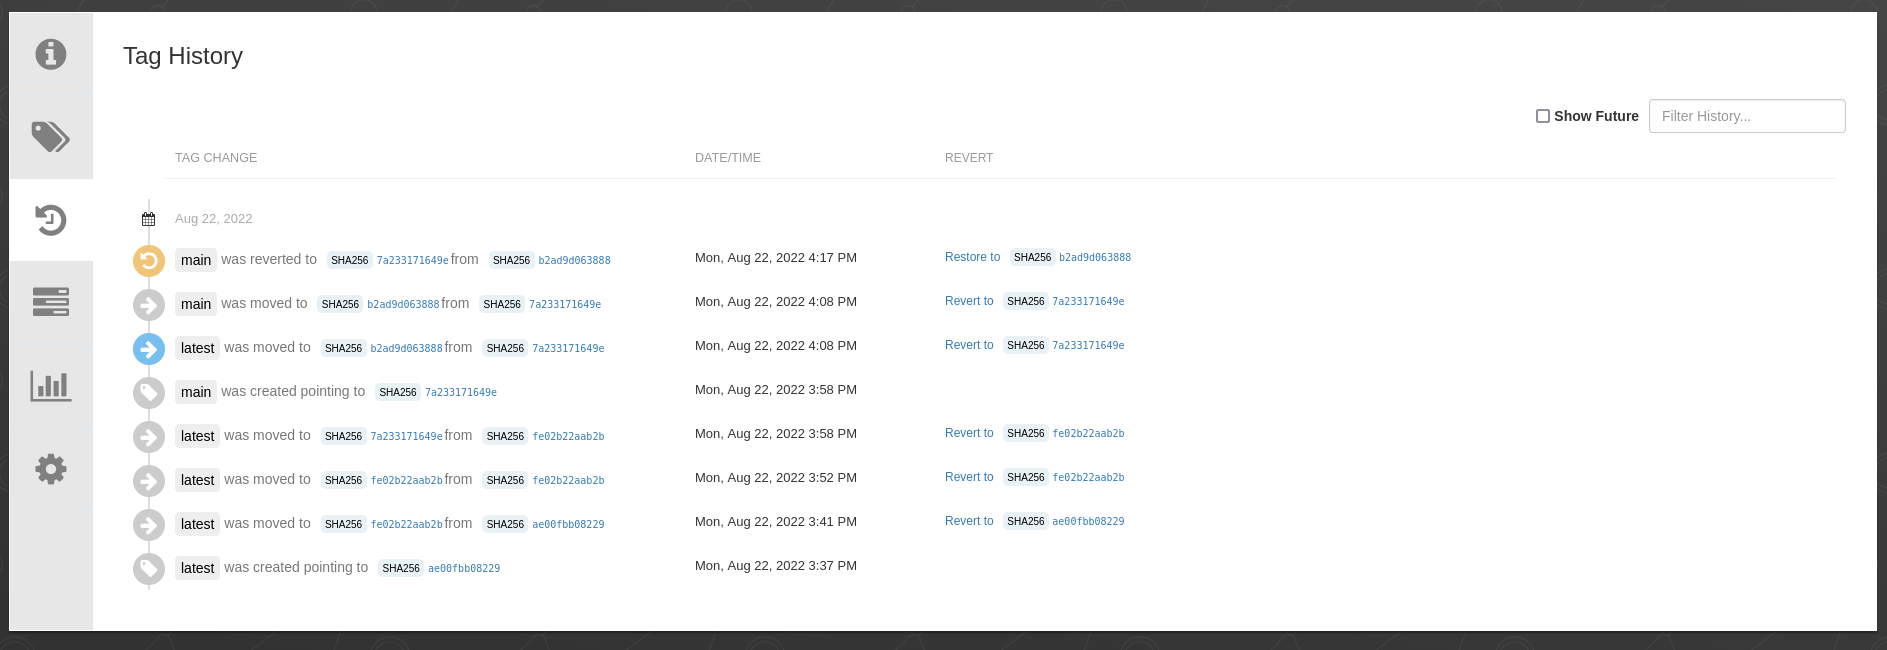 Tag History
Show Future Filter History...
TAG CHANGE DATE/TIME REVERT
Aug 22, 2022
main was reverted to SHA256 7a233171649e from SHA256 b2ad9d063888 Mon, Aug 22, 2022 4:17 PM Restore to SHA256 b2ad9d063888
main was moved to SHA256 b2ad9d063888 from SHA256 7a233171649e Mon, Aug 22, 2022 4:08 PM Revert to SHA256 7a233171649e
latest was moved to SHA256 b2ad9d063888 from SHA256 7a233171649e Mon, Aug 22, 2022 4:08 PM Revert to SHA256 7a233171649e
main was created pointing to SHA256 7a233171649e Mon, Aug 22, 2022 3:58 PM
latest was moved to SHA256 7a233171649e from SHA256 fe02b22aab2b Mon, Aug 22, 2022 3:58 PM Revert to SHA256 fe02b22aab2b
latest was moved to SHA256 fe02b22aab2b from SHA256 fe02b22aab2b Mon, Aug 22, 2022 3:52 PM Revert to SHA256 fe02b22aab2b
latest was moved to SHA256 fe02b22aab2b from SHA256 ae00fbb08229 Mon, Aug 22, 2022 3:41 PM Revert to SHA256 ae00fbb08229
latest was created pointing to SHA256 ae00fbb08229 Mon, Aug 22, 2022 3:37 PM